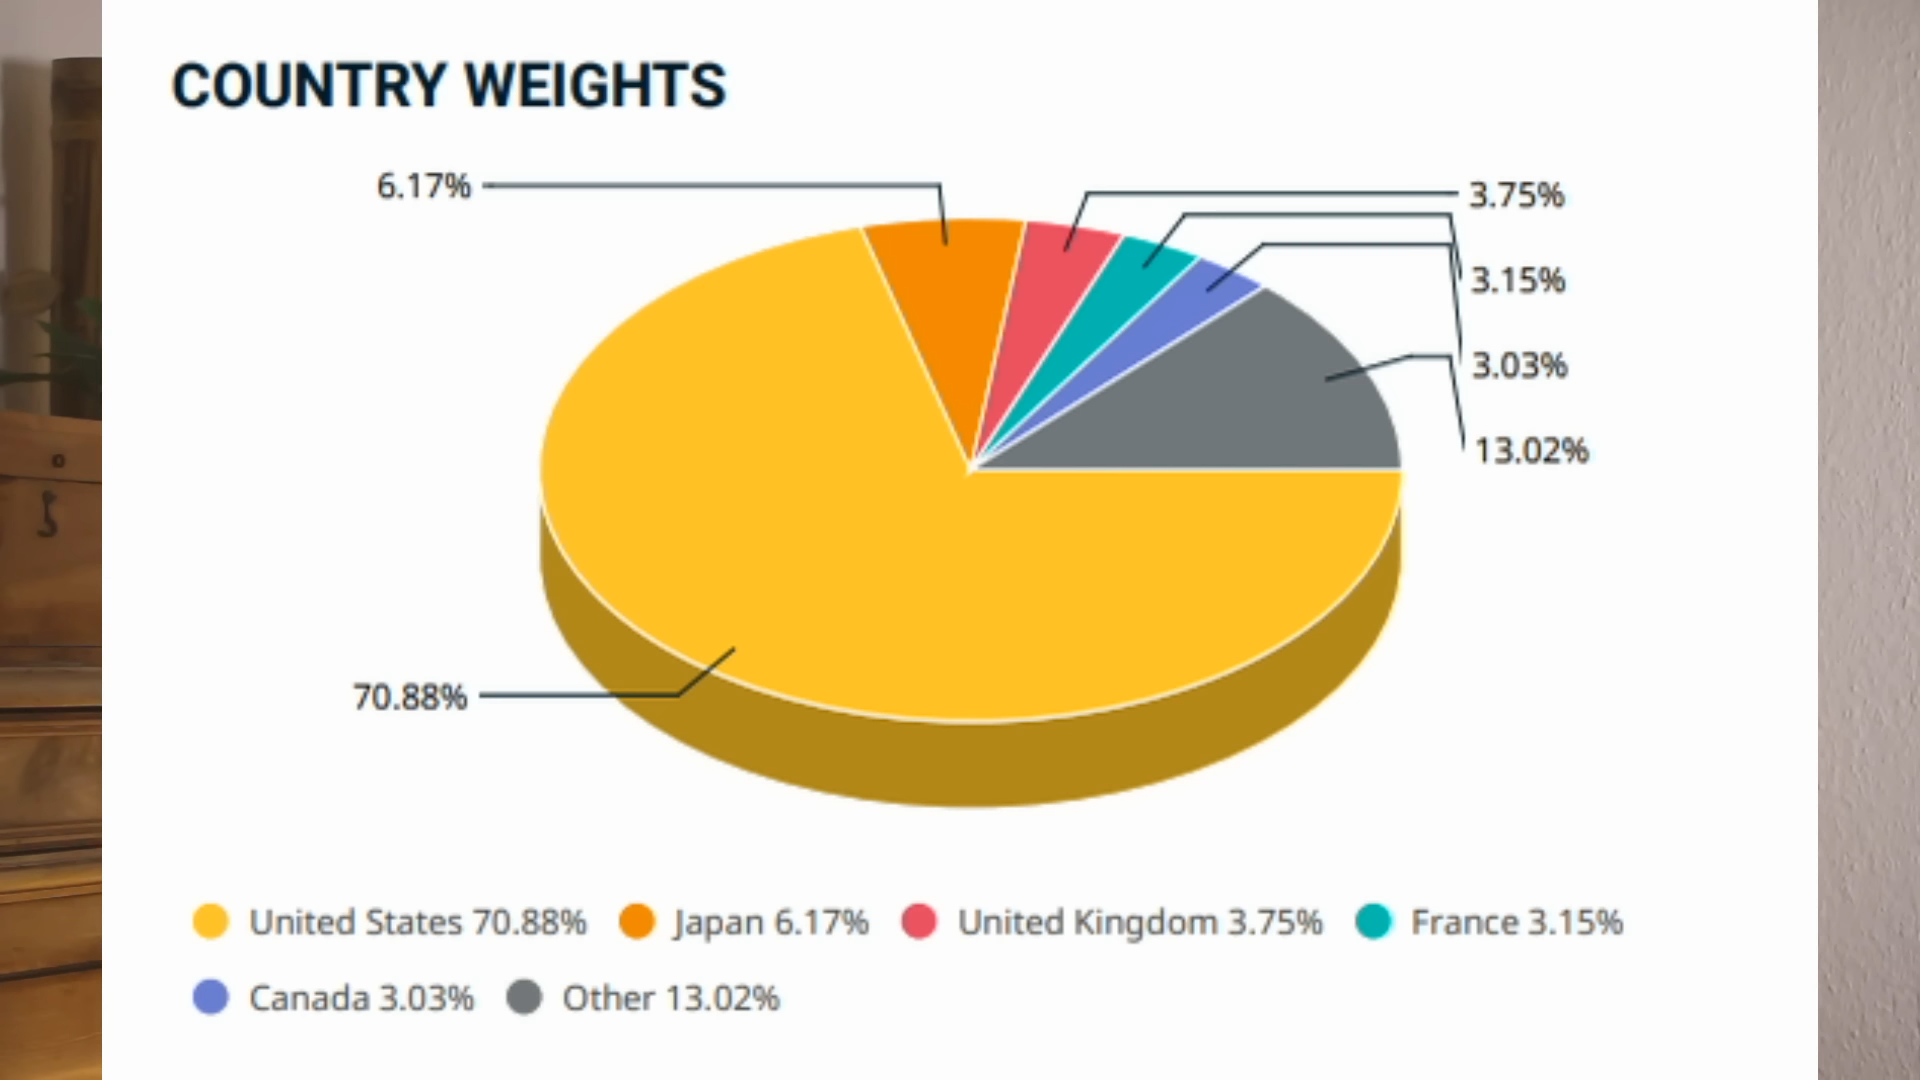 COUNTRY WEIGHTS
6.17%
3.75%
3.15%
3.03%
13.02%
70.88%
United States 70.88% Japan 6.17% United Kingdom 3.75% France 3.15%
Canada 3.03% Other 13.02%